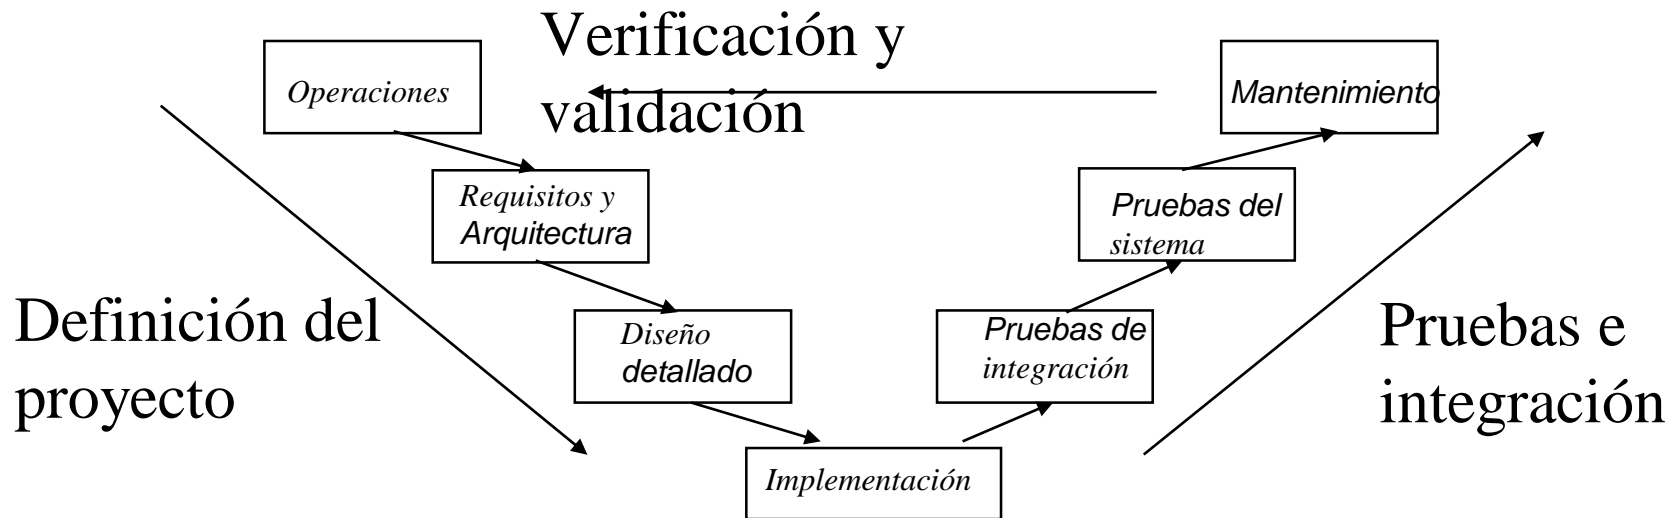 Verificación y
validación
Operaciones
Mantenimiento
Requisitos y
Arquitectura
Pruebas del
sistema
Definición del
proyecto
Diseño
detallado
Pruebas de
integración
Pruebas e
integración
Implementación